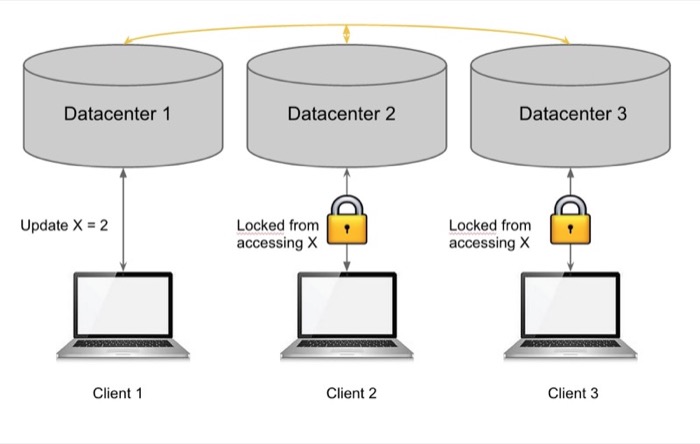 Datacenter 1
Datacenter 2
Datacenter 3
Update X = 2
Locked from
accessing X
Locked from
accessing X
Client 1
Client 2
Client 3